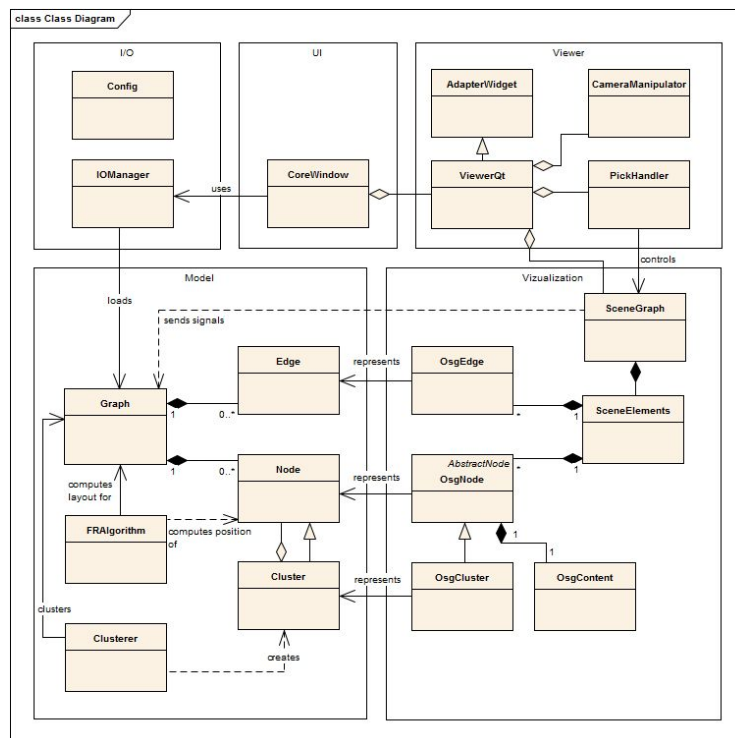 class Class Diagram
I/O
UI
Viewer
Config
AdapterWidget
CameraManipulator
IOManager
uses
CoreWindow
ViewerQt
PickHandler
controls
Model
Vizualization
loads
sends signals
SceneGraph
Edge
represents
OsgEdge
Graph
1
0..*
*
1
SceneElements
1
0..*
Node
represents
AbstractNode
OsgNode
*
1
computes
layout for
FRAlgorithm
computes position
of
1
1
Cluster
represents
OsgCluster
OsgContent
clusters
Clusterer
creates